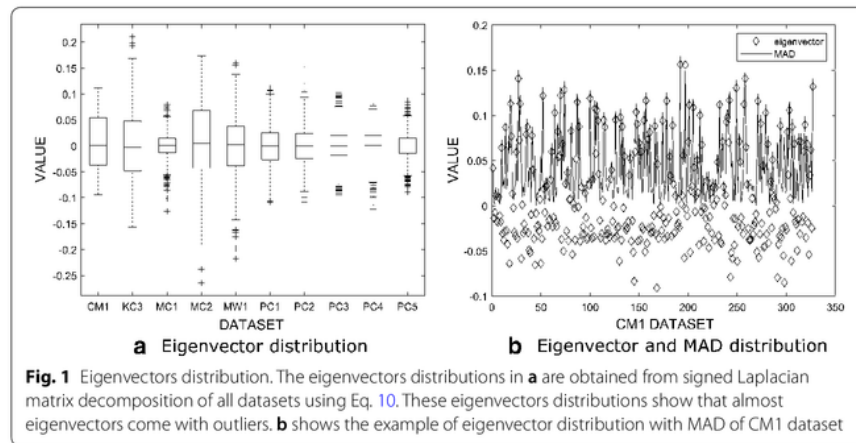 0.2
0.15
0.1
0.05
0
-0.05
-0.1
-0.15
-0.2
-0.25
VALUE
CM1 KC3 MC1 MC2 MW1 PC1 PC2 PC3 PC4 PC5
DATASET
a Eigenvector distribution
eigenvector
MAD
0.2
0.15
0.1
0.05
0
-0.05
-0.1
VALUE
0 50 100 150 200 250 300 350
CM1 DATASET
b Eigenvector and MAD distribution
Fig. 1 Eigenvectors distribution. The eigenvectors distributions in a are obtained from signed Laplacian
matrix decomposition of all datasets using Eq. 10. These eigenvectors distributions show that almost
eigenvectors come with outliers. b shows the example of eigenvector distribution with MAD of CM1 dataset